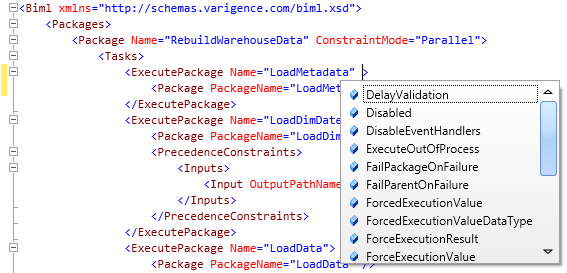 <Biml xmlns="http://schemas.varigence.com/biml.xsd">
<Packages>
<Package Name="RebuildWarehouseData" ConstraintMode="Parallel">
<Tasks>
<ExecutePackage Name="LoadMetadata" >
<Package PackageName="LoadMet
</ExecutePackage>
<ExecutePackage Name="LoadDimDate
<Package PackageName="LoadDim
<PrecedenceConstraints>
<Inputs>
<Input OutputPathName
</Inputs>
</PrecedenceConstraints>
</ExecutePackage>
<ExecutePackage Name="LoadData">
<Package PackageName="LoadDat
DelayValidation
Disabled
DisableEventHandlers
ExecuteOutOfProcess
FailPackageOnFailure
FailParentOnFailure
ForcedExecutionValue
ForcedExecutionValueDataType
ForceExecutionResult
ForceExecutionValue